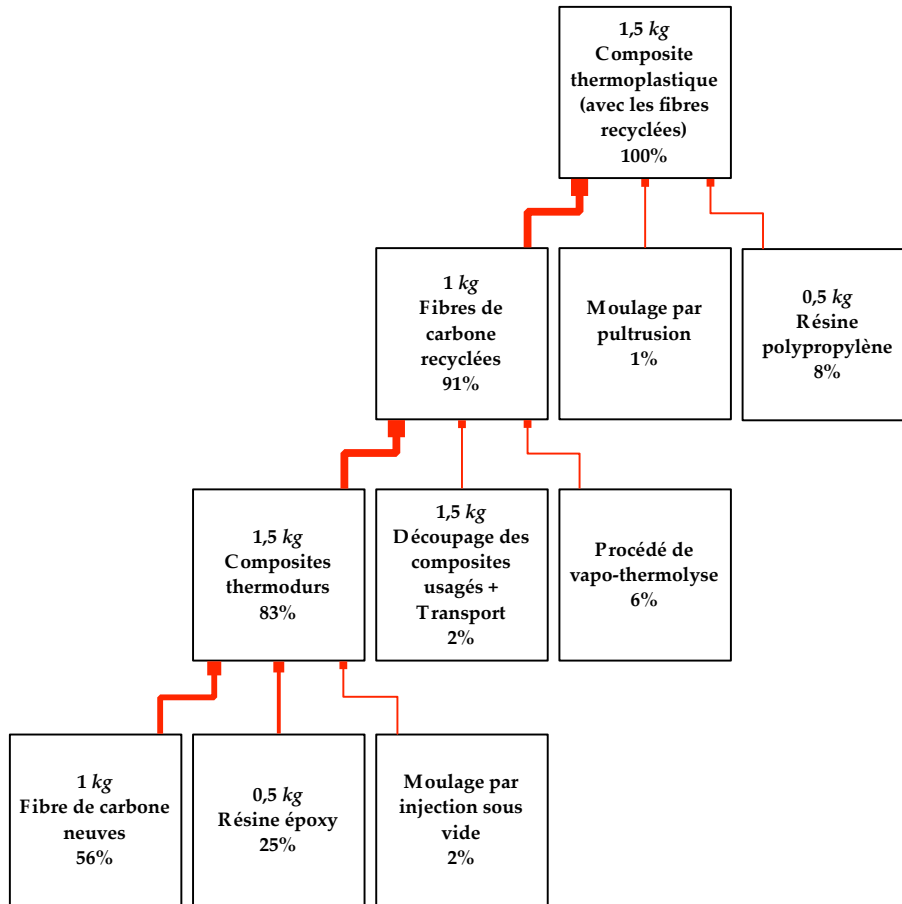 1,5 kg
Composite
thermoplastique
(avec les fibres
recyclées)
100%
1 kg
Fibres de
carbone
recyclées
91%
Moulage par
pultrusion
1%
0,5 kg
Résine
polypropylène
8%
1,5 kg
Composites
thermodurs
83%
1,5 kg
Découpage des
composites
usagés +
Transport
2%
Procédé de
vapo-thermolyse
6%
1 kg
Fibre de carbone
neuves
56%
0,5 kg
Résine époxy
25%
Moulage par
injection sous
vide
2%